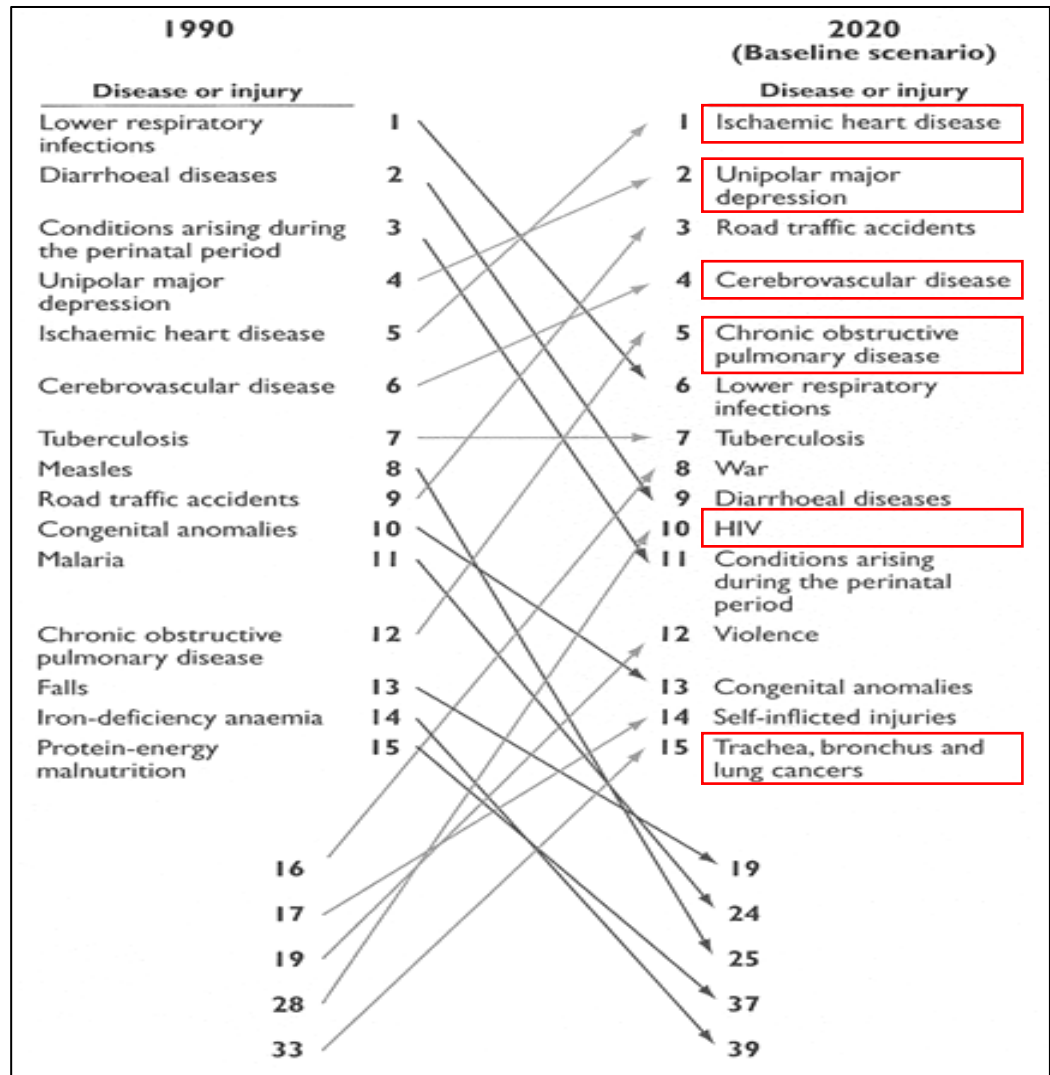 1990
Disease or injury
Lower respiratory
infections
1
Diarrhoeal diseases 2
Conditions arising during
the perinatal period
3
Unipolar major
depression
4
Ischaemic heart disease 5
Cerebrovascular disease 6
Tuberculosis 7
Measles 8
Road traffic accidents 9
Congenital anomalies 10
Malaria 11
Chronic obstructive
pulmonary disease
12
Falls 13
Iron-deficiency anaemia 14
Protein-energy
malnutrition
15
16
17
19
28
33
2020
(Baseline scenario)
Disease or injury
1 Ischaemic heart disease
2 Unipolar major
depression
3 Road traffic accidents
4 Cerebrovascular disease
5 Chronic obstructive
pulmonary disease
6 Lower respiratory
infections
7 Tuberculosis
8 War
9 Diarrhoeal diseases
10 HIV
11 Conditions arising
during the perinatal
period
12 Violence
13 Congenital anomalies
14 Self-inflicted injuries
15 Trachea, bronchus and
lung cancers
19
24
25
37
39